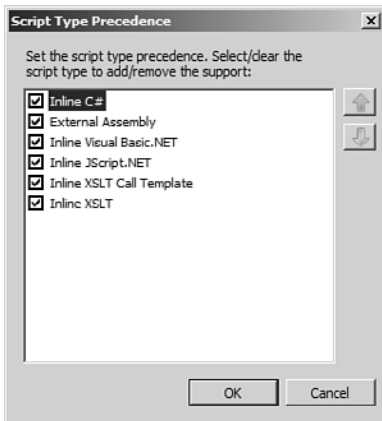 Script Type Precedence
Set the script type precedence. Select/clear the
script type to add/remove the support:
Inline C#
External Assembly
Inline Visual Basic.NET
Inline JScript.NET
Inline XSLT Call Template
Inline XSLT
OK
Cancel